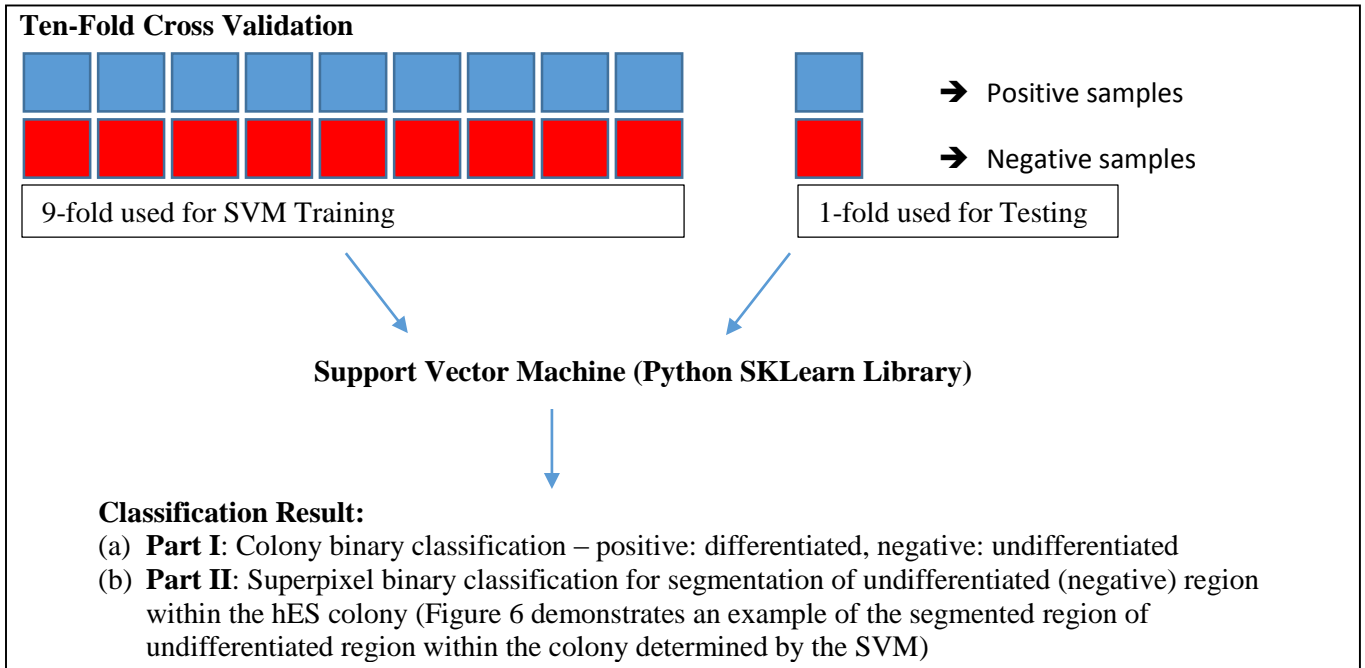 Ten-Fold Cross Validation
➔ Positive samples
➔ Negative samples
9-fold used for SVM Training
1-fold used for Testing
Support Vector Machine (Python SKLearn Library)
Classification Result:
(a) Part I: Colony binary classification – positive: differentiated, negative: undifferentiated
(b) Part II: Superpixel binary classification for segmentation of undifferentiated (negative) region
within the hES colony (Figure 6 demonstrates an example of the segmented region of
undifferentiated region within the colony determined by the SVM)